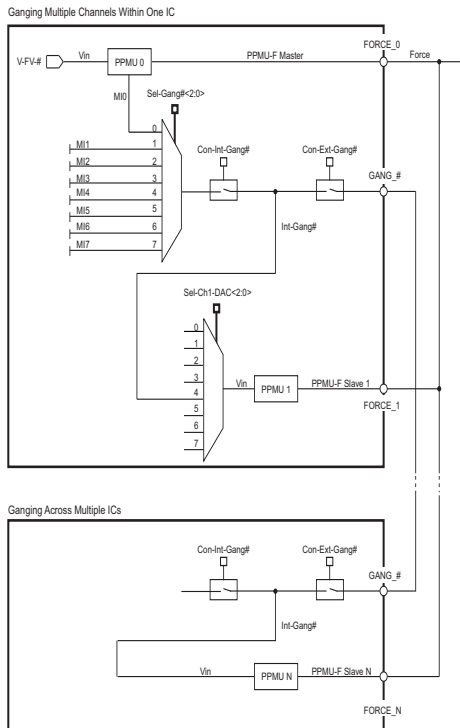 Ganging Multiple Channels Within One IC
V-FV-#
Vin
PPMU 0
PPMU-F Master
FORCE_0
Force
MI0
Sel-Gang#<2:0>
0
MI1
1
MI2
2
MI3
3
MI4
4
MI5
5
MI6
6
MI7
7
Con-Int-Gang#
Con-Ext-Gang#
GANG_#
Int-Gang#
Sel-Ch1-DAC<2:0>
0
1
2
3
4
5
6
7
Vin
PPMU 1
PPMU-F Slave 1
FORCE_1
Ganging Across Multiple ICs
Con-Int-Gang#
Con-Ext-Gang#
GANG_#
Int-Gang#
Vin
PPMU N
PPMU-F Slave N
FORCE_N